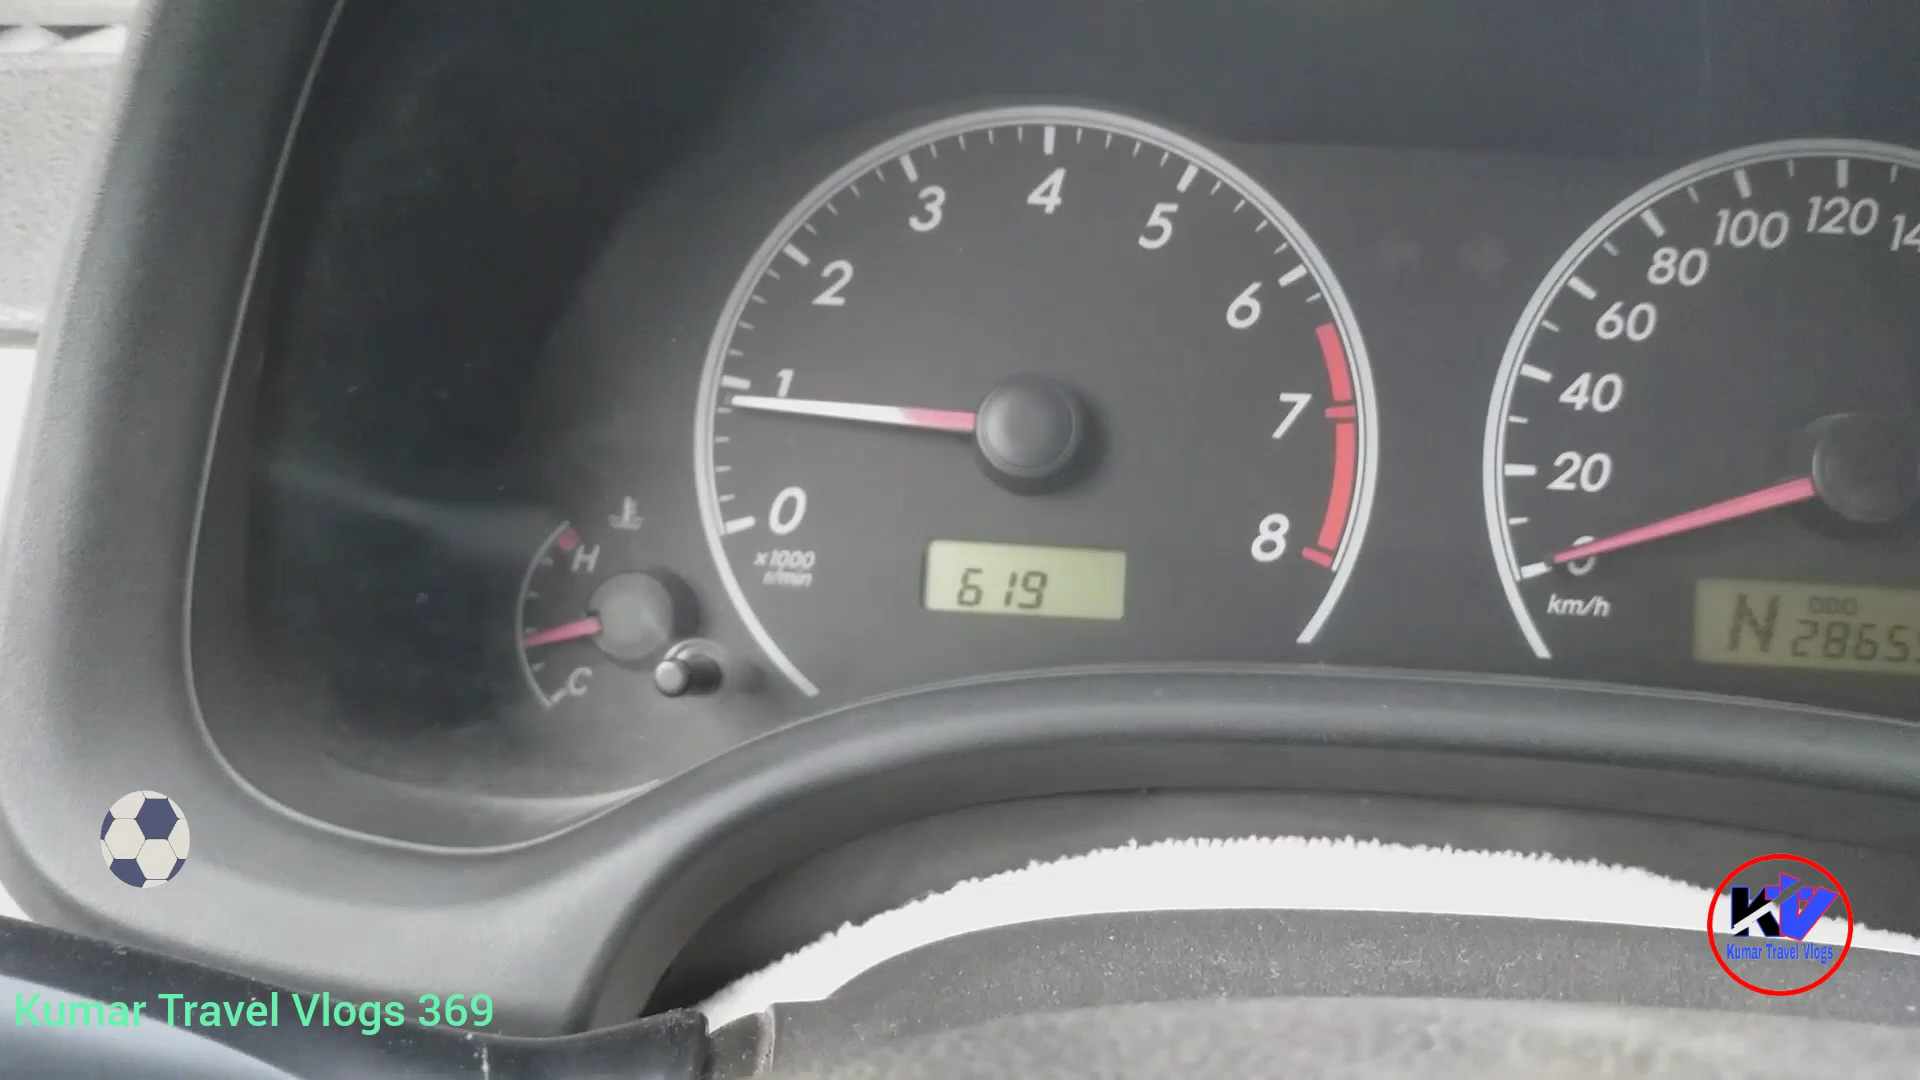 0 1 2 3 4 5 6 7 8
x1000
r/min
619
H
C
0 20 40 60 80 100 120
km/h
N
ODO
2865
KV
Kumar Travel Vlogs
Kumar Travel Vlogs 369